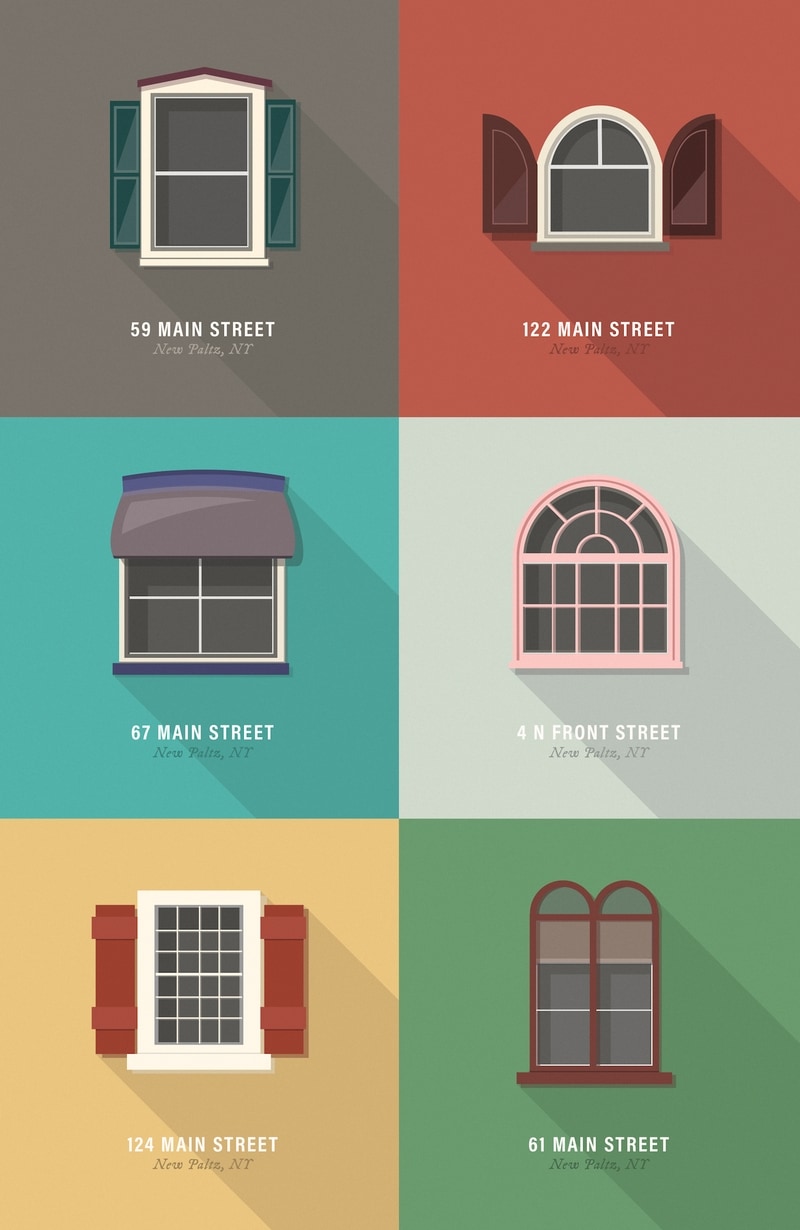 59 MAIN STREET
New Paltz, NY
122 MAIN STREET
New Paltz, NY
67 MAIN STREET
New Paltz, NY
4 N FRONT STREET
New Paltz, NY
124 MAIN STREET
New Paltz, NY
61 MAIN STREET
New Paltz, NY